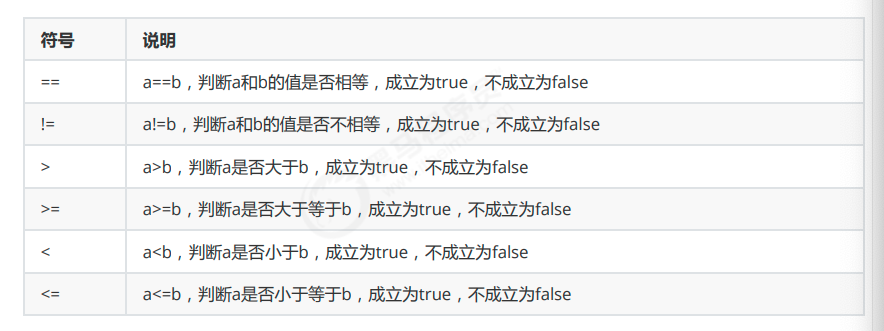 符号 说明
== a==b，判断a和b的值是否相等，成立为true，不成立为false
!= a!=b，判断a和b的值是否不相等，成立为true，不成立为false
> a>b，判断a是否大于b，成立为true，不成立为false
>= a>=b，判断a是否大于等于b，成立为true，不成立为false
< a<b，判断a是否小于b，成立为true，不成立为false
<= a<=b，判断a是否小于等于b，成立为true，不成立为false